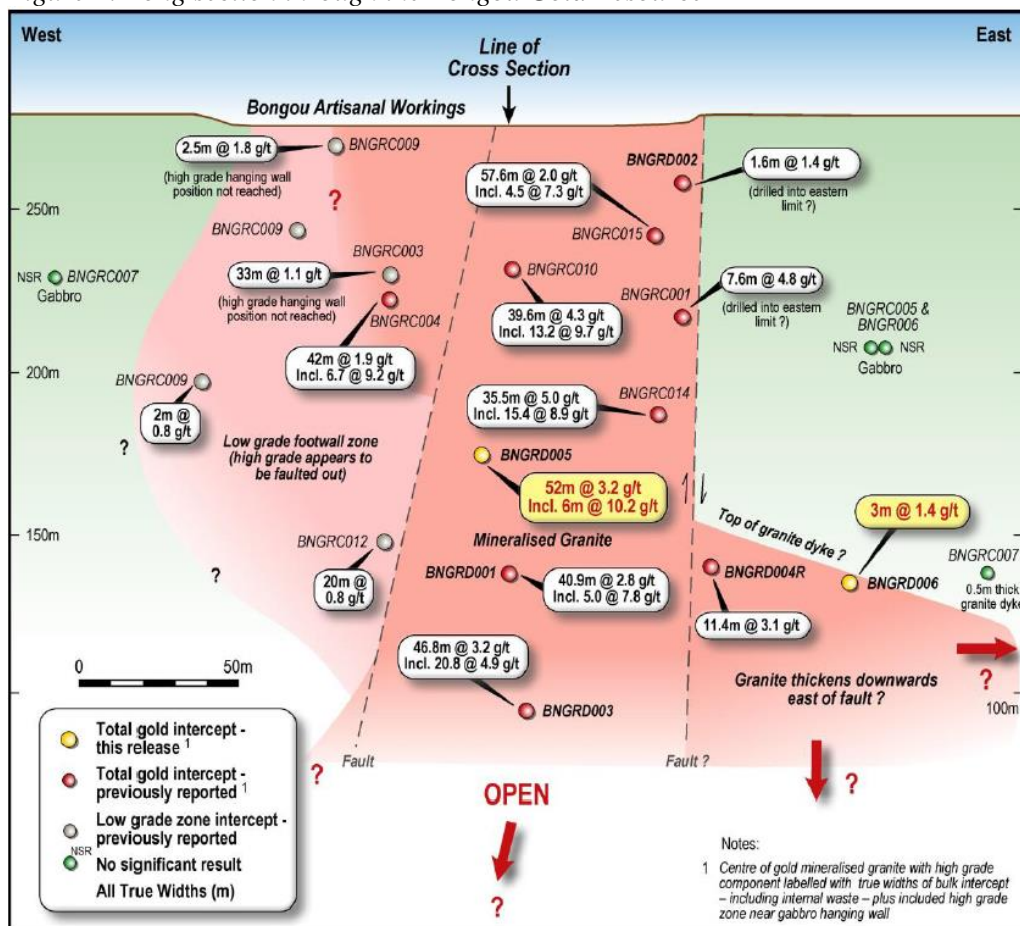 West
East
Line of
Cross Section
Bongou Artisanal Workings
2.5m @ 1.8 g/t
BNGRC009
(high grade hanging wall
position not reached)
?
BNGRD002
1.6m @ 1.4 g/t
(drilled into eastern
limit ?)
57.6m @ 2.0 g/t
Incl. 4.5 @ 7.3 g/t
BNGRC015
250m
BNGRC009
NSR
BNGRC007
Gabbro
BNGRC003
33m @ 1.1 g/t
(high grade hanging wall
position not reached)
BNGRC004
42m @ 1.9 g/t
Incl. 6.7 @ 9.2 g/t
BNGRC010
39.6m @ 4.3 g/t
Incl. 13.2 @ 9.7 g/t
BNGRC001
7.6m @ 4.8 g/t
(drilled into eastern
limit ?)
BNGRC005 &
BNGR006
NSR
NSR
Gabbro
200m
BNGRC009
2m @
0.8 g/t
?
35.5m @ 5.0 g/t
Incl. 15.4 @ 8.9 g/t
BNGRC014
Low grade footwall zone
(high grade appears to
be faulted out)
BNGRD005
52m @ 3.2 g/t
Incl. 6m @ 10.2 g/t
3m @ 1.4 g/t
Top of granite dyke ?
150m
BNGRC012
20m @
0.8 g/t
?
Mineralised Granite
BNGRD001
40.9m @ 2.8 g/t
Incl. 5.0 @ 7.8 g/t
BNGRD004R
11.4m @ 3.1 g/t
BNGRD006
BNGRC007
0.5m thick
granite dyke
46.8m @ 3.2 g/t
Incl. 20.8 @ 4.9 g/t
BNGRD003
Granite thickens downwards
east of fault ?
?
100m
0
50m
Fault
Fault ?
?
OPEN
?
?
Total gold intercept -
this release 1
Total gold intercept -
previously reported 1
Low grade zone intercept -
previously reported
NSR
No significant result
All True Widths (m)
Notes:
1 Centre of gold mineralised granite with high grade
component labelled with true widths of bulk intercept
– including internal waste – plus included high grade
zone near gabbro hanging wall